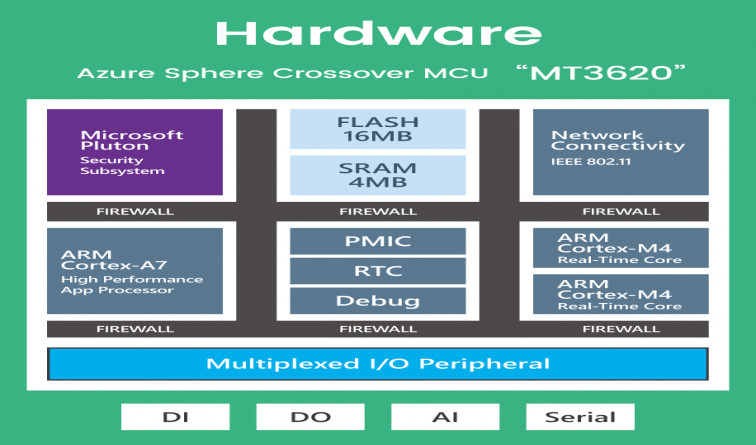 Hardware
Azure Sphere Crossover MCU “MT3620”
Microsoft
Pluton
Security
Subsystem
FLASH
16MB
SRAM
4MB
Network
Connectivity
IEEE 802.11
FIREWALL
FIREWALL
FIREWALL
ARM
Cortex-A7
High Performance
App Processor
PMIC
RTC
Debug
ARM
Cortex-M4
Real-Time Core
ARM
Cortex-M4
Real-Time Core
FIREWALL
FIREWALL
FIREWALL
Multiplexed I/O Peripheral
DI
DO
AI
Serial